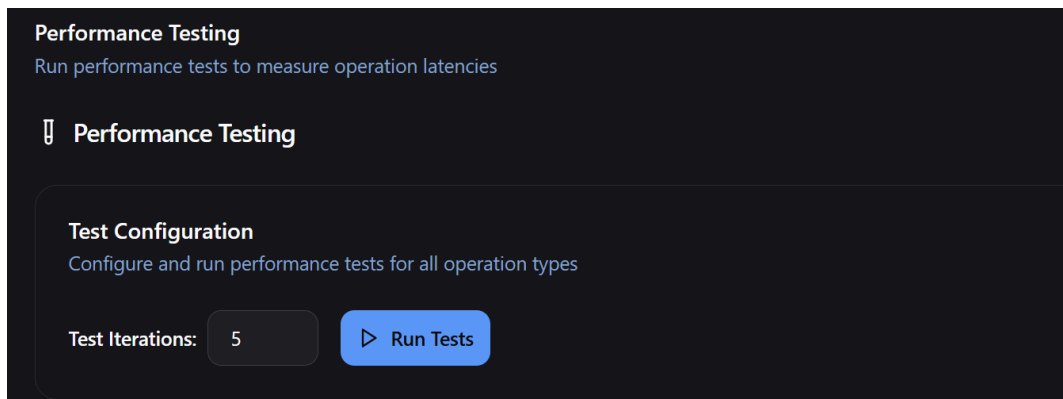 Performance Testing
Run performance tests to measure operation latencies
Performance Testing
Test Configuration
Configure and run performance tests for all operation types
Test Iterations: 5 Run Tests